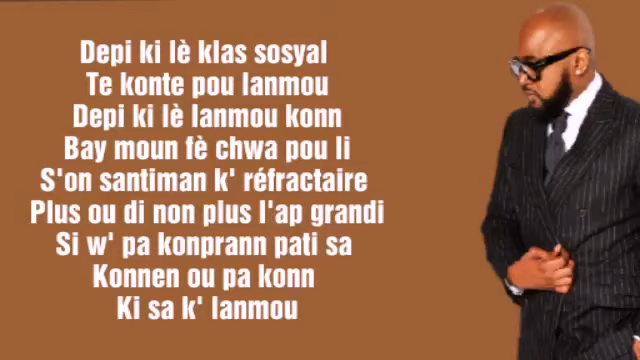 Depi ki lè klas sosyal
Te konte pou lanmou
Depi ki lè lanmou konn
Bay moun fè chwa pou li
S'on santiman k' réfractaire
Plus ou di non plus l'ap grandi
Si w' pa konprann pati sa
Konnen ou pa konn
Ki sa k' lanmou